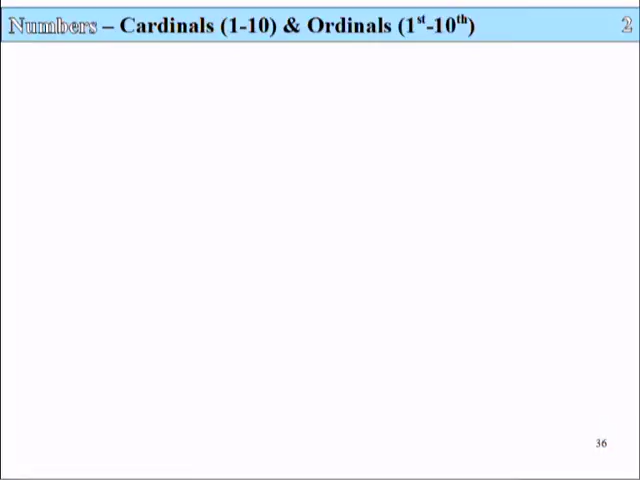 Numbers – Cardinals (1-10) & Ordinals (1st-10th) 2
36